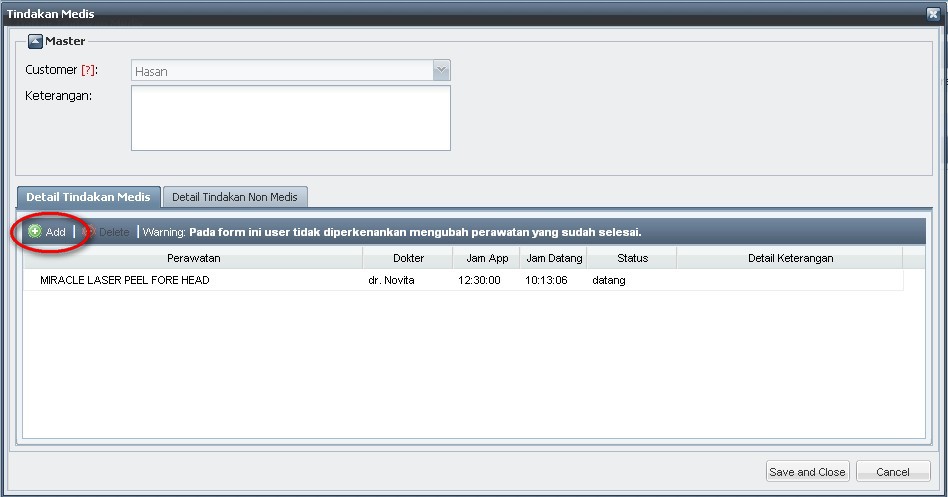 Tindakan Medis
Master
Customer [?]:
Hasan
Keterangan:
Detail Tindakan Medis
Detail Tindakan Non Medis
Add Delete Warning: Pada form ini user tidak diperkenankan mengubah perawatan yang sudah selesai.
Perawatan Dokter Jam App Jam Datang Status Detail Keterangan
MIRACLE LASER PEEL FORE HEAD dr. Novita 12:30:00 10:13:06 datang
Save and Close Cancel